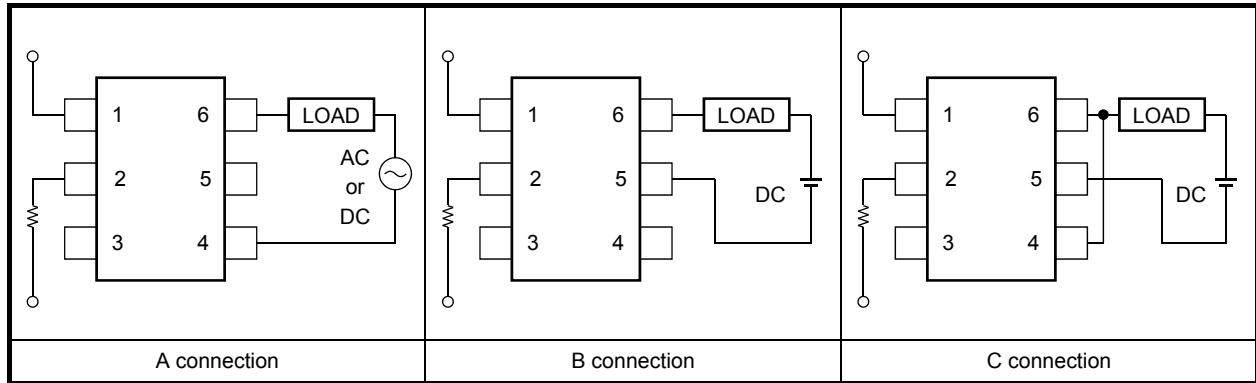 1 6 LOAD
AC
2 5 or
DC
3 4
A connection
1 6 LOAD
2 5 DC
3 4
B connection
1 6 LOAD
2 5 DC
3 4
C connection